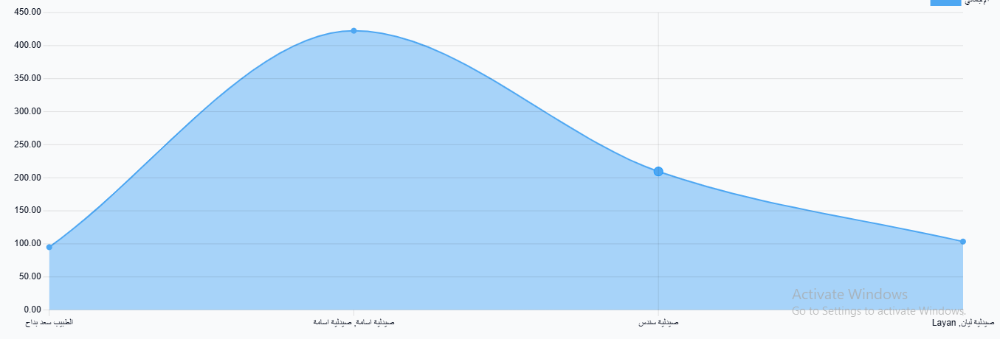 الإجمالي
450.00
400.00
350.00
300.00
250.00
200.00
150.00
100.00
50.00
0.00
Activate Windows
Go to Settings to activate Windows.
الطبيب سعد بداح
صيدلية اسامة, صيدلية اسامة
صيدلية سندس
صيدلية ليان, Layan